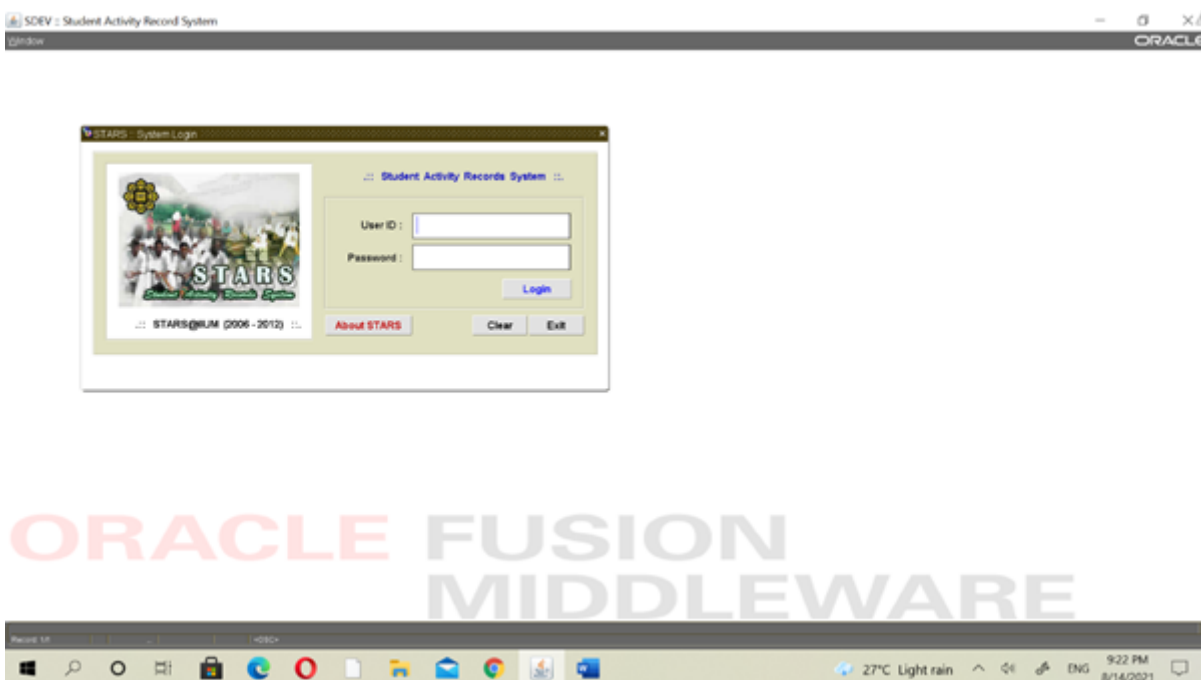 SDEV : Student Activity Record System
Window
ORACLE
STARS : System Login
.:: Student Activity Records System ::.
User ID :
Password :
STARS
Student Activity Records System
Login
.:: STARS@IIUM (2006 - 2012) ::.
About STARS
Clear
Exit
ORACLE FUSION
MIDDLEWARE
Record: 1/1
<OSC>
27°C Light rain
ENG
9:22 PM
8/14/2021